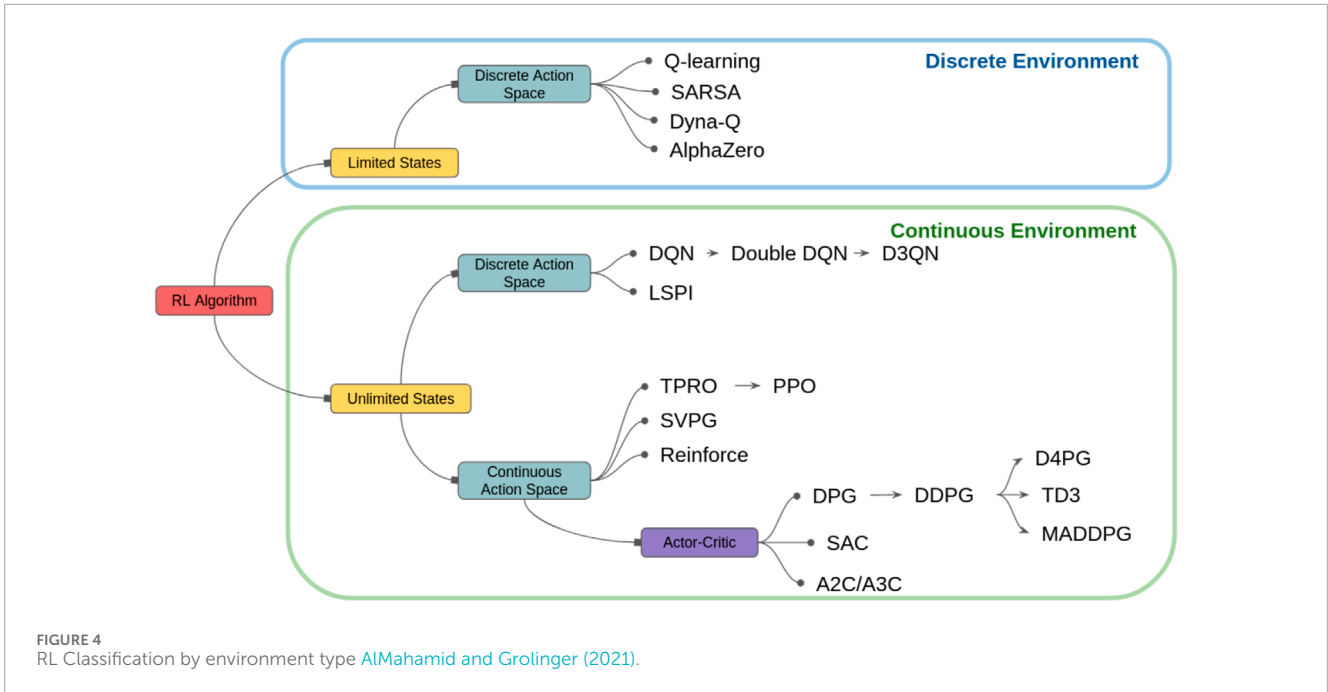 Discrete Environment
Discrete Action
Space
Q-learning
SARSA
Dyna-Q
AlphaZero
Limited States
Continuous Environment
Discrete Action
Space
DQN
Double DQN
D3QN
LSPI
RL Algorithm
Unlimited States
TPRO
PPO
SVPG
Reinforce
Continuous
Action Space
Actor-Critic
DPG
DDPG
D4PG
TD3
MADDPG
SAC
A2C/A3C
FIGURE 4
RL Classification by environment type AlMahamid and Grolinger (2021).